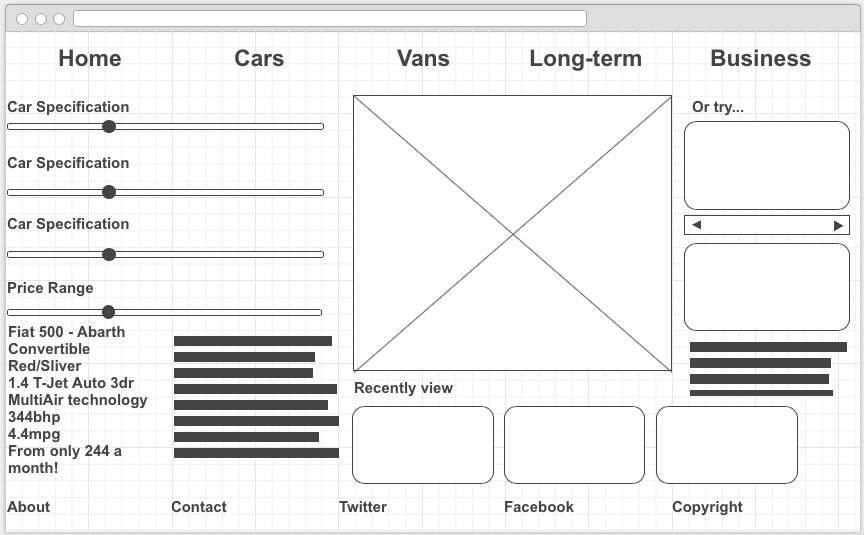 Home Cars Vans Long-term Business
Car Specification
Car Specification
Car Specification
Price Range
Fiat 500 - Abarth
Convertible
Red/Sliver
1.4 T-Jet Auto 3dr
MultiAir technology
344bhp
4.4mpg
From only 244 a
month!
Or try...
Recently view
About Contact Twitter Facebook Copyright